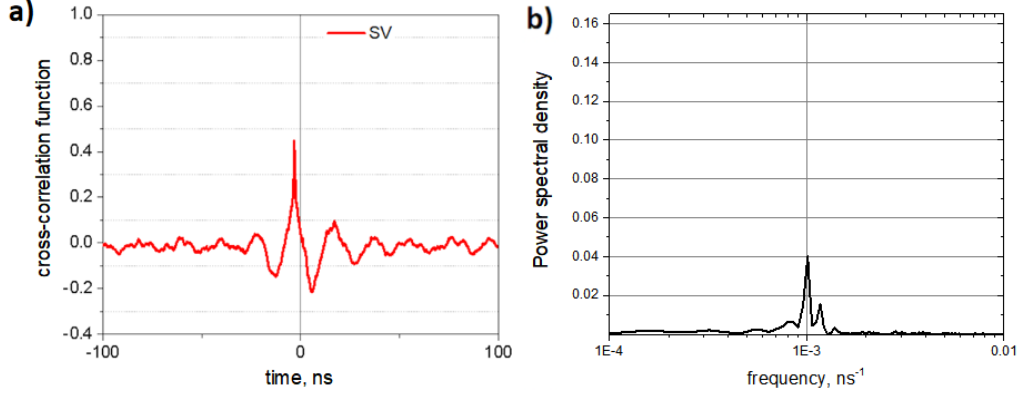 a)
cross-correlation function
1.0
0.8
0.6
0.4
0.2
0.0
-0.2
-0.4
SV
-100
0
100
time, ns
b)
Power spectral density
0.16
0.14
0.12
0.10
0.08
0.06
0.04
0.02
1E-4
1E-3
0.01
frequency, ns⁻¹